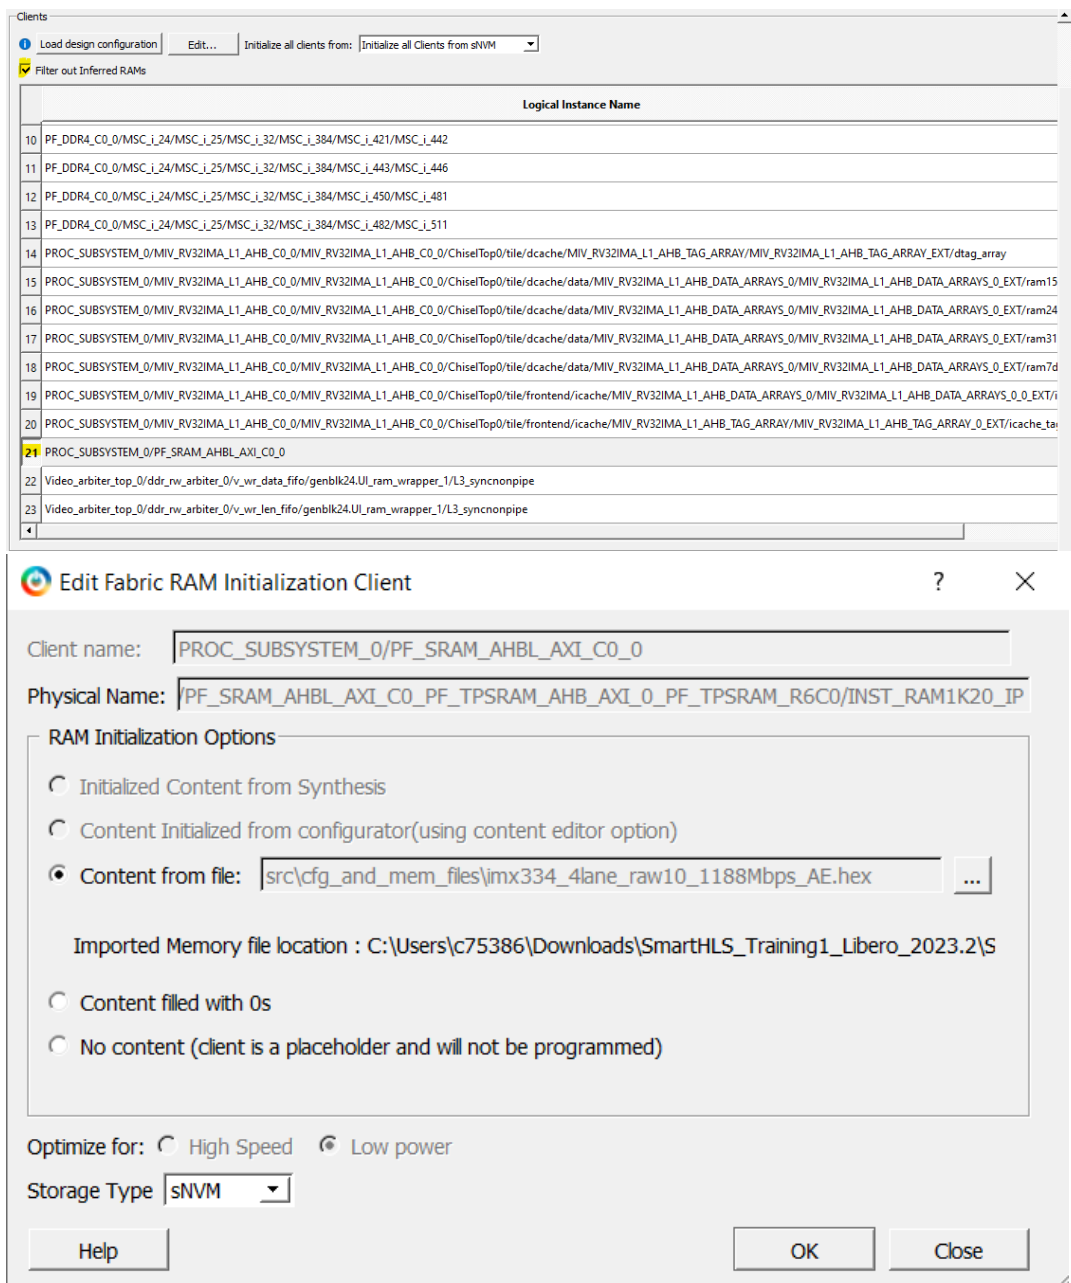 Clients
Load design configuration Edit... Initialize all clients from: Initialize all Clients from sNVM
Filter out Inferred RAMs
Logical Instance Name
10 PF_DDR4_C0_0/MSC_i_24/MSC_i_25/MSC_i_32/MSC_i_384/MSC_i_421/MSC_i_442
11 PF_DDR4_C0_0/MSC_i_24/MSC_i_25/MSC_i_32/MSC_i_384/MSC_i_443/MSC_i_446
12 PF_DDR4_C0_0/MSC_i_24/MSC_i_25/MSC_i_32/MSC_i_384/MSC_i_450/MSC_i_481
13 PF_DDR4_C0_0/MSC_i_24/MSC_i_25/MSC_i_32/MSC_i_384/MSC_i_482/MSC_i_511
14 PROC_SUBSYSTEM_0/MIV_RV32IMA_L1_AHB_C0_0/MIV_RV32IMA_L1_AHB_C0_0/ChiselTop0/tile/dcache/MIV_RV32IMA_L1_AHB_TAG_ARRAY/MIV_RV32IMA_L1_AHB_TAG_ARRAY_EXT/dtag_array
15 PROC_SUBSYSTEM_0/MIV_RV32IMA_L1_AHB_C0_0/MIV_RV32IMA_L1_AHB_C0_0/ChiselTop0/tile/dcache/data/MIV_RV32IMA_L1_AHB_DATA_ARRAYS_0/MIV_RV32IMA_L1_AHB_DATA_ARRAYS_0_EXT/ram15
16 PROC_SUBSYSTEM_0/MIV_RV32IMA_L1_AHB_C0_0/MIV_RV32IMA_L1_AHB_C0_0/ChiselTop0/tile/dcache/data/MIV_RV32IMA_L1_AHB_DATA_ARRAYS_0/MIV_RV32IMA_L1_AHB_DATA_ARRAYS_0_EXT/ram24
17 PROC_SUBSYSTEM_0/MIV_RV32IMA_L1_AHB_C0_0/MIV_RV32IMA_L1_AHB_C0_0/ChiselTop0/tile/dcache/data/MIV_RV32IMA_L1_AHB_DATA_ARRAYS_0/MIV_RV32IMA_L1_AHB_DATA_ARRAYS_0_EXT/ram31
18 PROC_SUBSYSTEM_0/MIV_RV32IMA_L1_AHB_C0_0/MIV_RV32IMA_L1_AHB_C0_0/ChiselTop0/tile/dcache/data/MIV_RV32IMA_L1_AHB_DATA_ARRAYS_0/MIV_RV32IMA_L1_AHB_DATA_ARRAYS_0_EXT/ram7d
19 PROC_SUBSYSTEM_0/MIV_RV32IMA_L1_AHB_C0_0/MIV_RV32IMA_L1_AHB_C0_0/ChiselTop0/tile/frontend/icache/MIV_RV32IMA_L1_AHB_DATA_ARRAYS_0/MIV_RV32IMA_L1_AHB_DATA_ARRAYS_0_0_EXT/i
20 PROC_SUBSYSTEM_0/MIV_RV32IMA_L1_AHB_C0_0/MIV_RV32IMA_L1_AHB_C0_0/ChiselTop0/tile/frontend/icache/MIV_RV32IMA_L1_AHB_TAG_ARRAY/MIV_RV32IMA_L1_AHB_TAG_ARRAY_0_EXT/icache_ta
21 PROC_SUBSYSTEM_0/PF_SRAM_AHBL_AXI_C0_0
22 Video_arbiter_top_0/ddr_rw_arbiter_0/v_wr_data_fifo/genblk24.UI_ram_wrapper_1/L3_syncnonpipe
23 Video_arbiter_top_0/ddr_rw_arbiter_0/v_wr_len_fifo/genblk24.UI_ram_wrapper_1/L3_syncnonpipe
Edit Fabric RAM Initialization Client ?
Client name: PROC_SUBSYSTEM_0/PF_SRAM_AHBL_AXI_C0_0
Physical Name: /PF_SRAM_AHBL_AXI_C0_PF_TPSRAM_AHB_AXI_0_PF_TPSRAM_R6C0/INST_RAM1K20_IP
RAM Initialization Options
Initialized Content from Synthesis
Content Initialized from configurator(using content editor option)
Content from file: src\cfg_and_mem_files\imx334_4lane_raw10_1188Mbps_AE.hex ...
Imported Memory file location : C:\Users\c75386\Downloads\SmartHLS_Training1_Libero_2023.2\S
Content filled with 0s
No content (client is a placeholder and will not be programmed)
Optimize for: High Speed Low power
Storage Type sNVM
Help OK Close